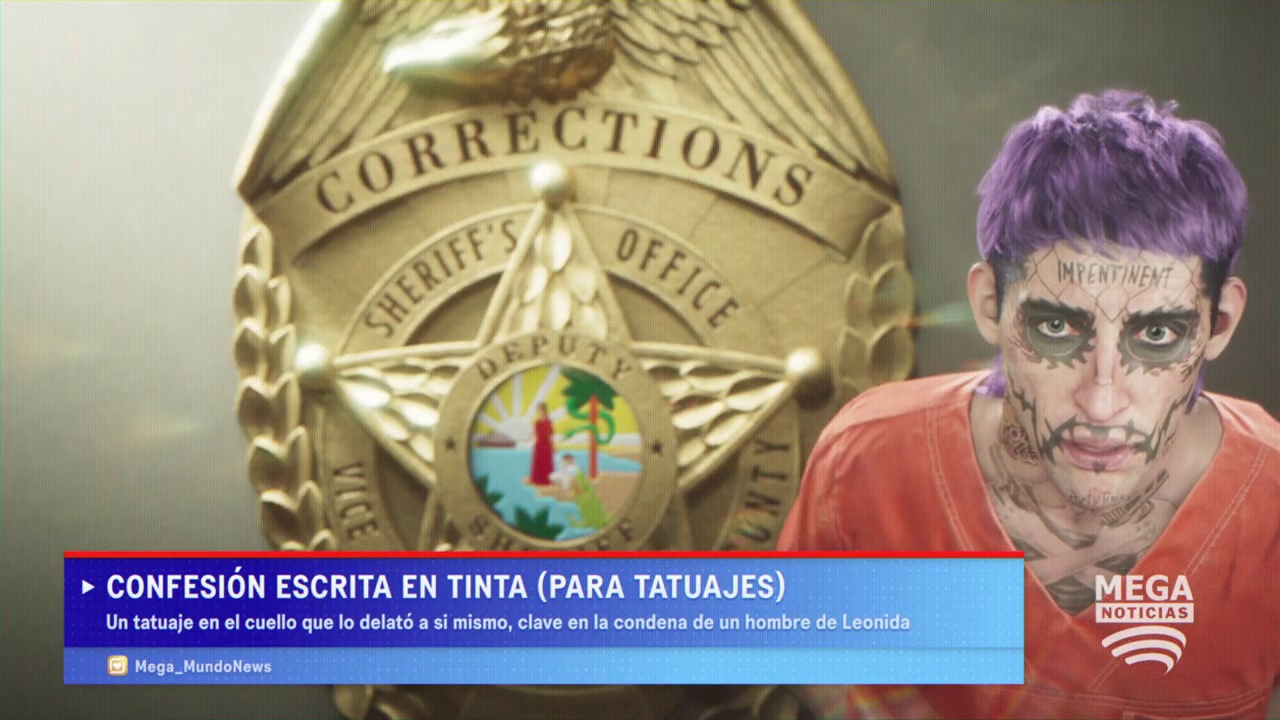 CORRECTIONS
SHERIFF'S OFFICE
DEPUTY
SHERIFF
VICE
IMPENTINENT
CONFESIÓN ESCRITA EN TINTA (PARA TATUAJES)
Un tatuaje en el cuello que lo delató a si mismo, clave en la condena de un hombre de Leonida
Mega_MundoNews
MEGA
NOTICIAS